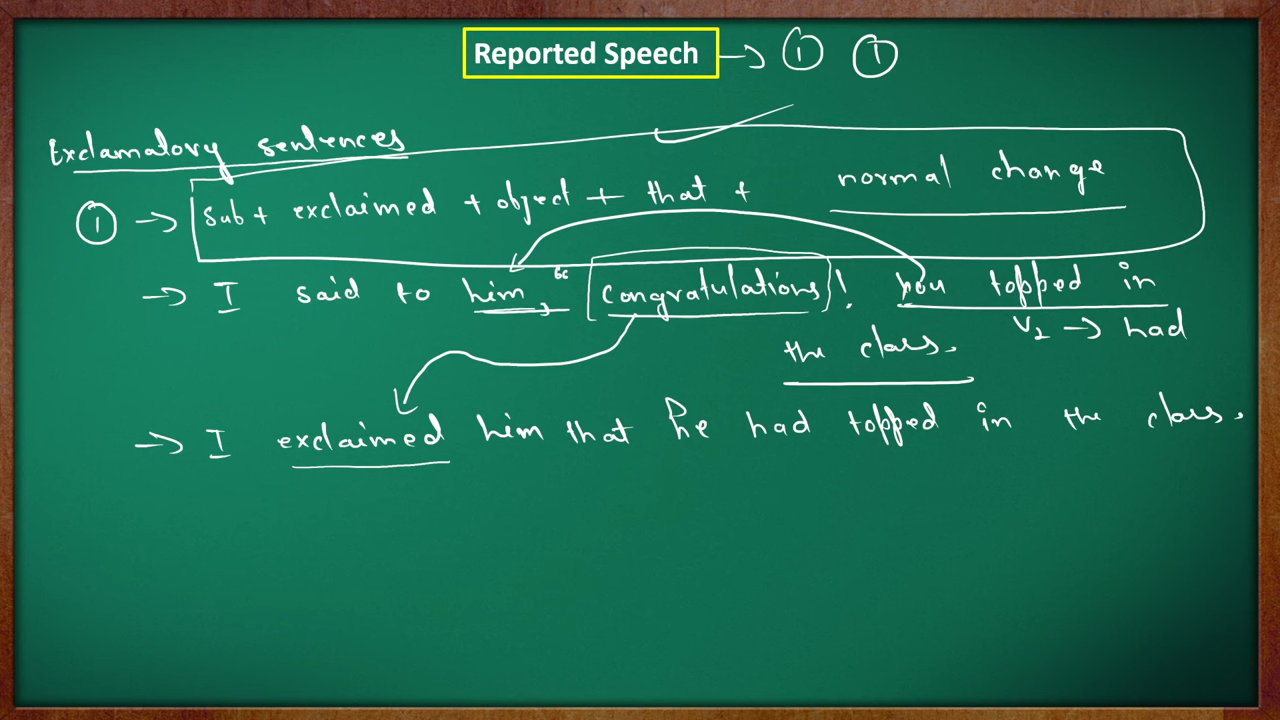 Reported Speech → ① ①
Exclamatory sentences
① → sub + exclaimed + object + that + normal change
→ I said to him, “ congratulations! you topped in
the class.
V2 → had
→ I exclaimed him that he had topped in the class.